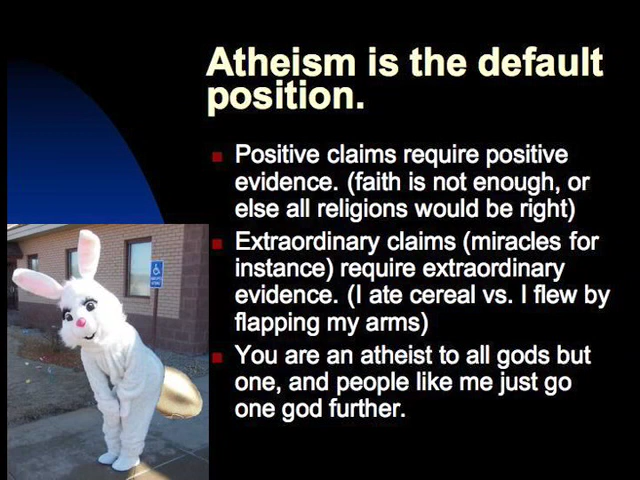 Atheism is the default
position.
Positive claims require positive
evidence. (faith is not enough, or
else all religions would be right)
Extraordinary claims (miracles for
instance) require extraordinary
evidence. (I ate cereal vs. I flew by
flapping my arms)
You are an atheist to all gods but
one, and people like me just go
one god further.